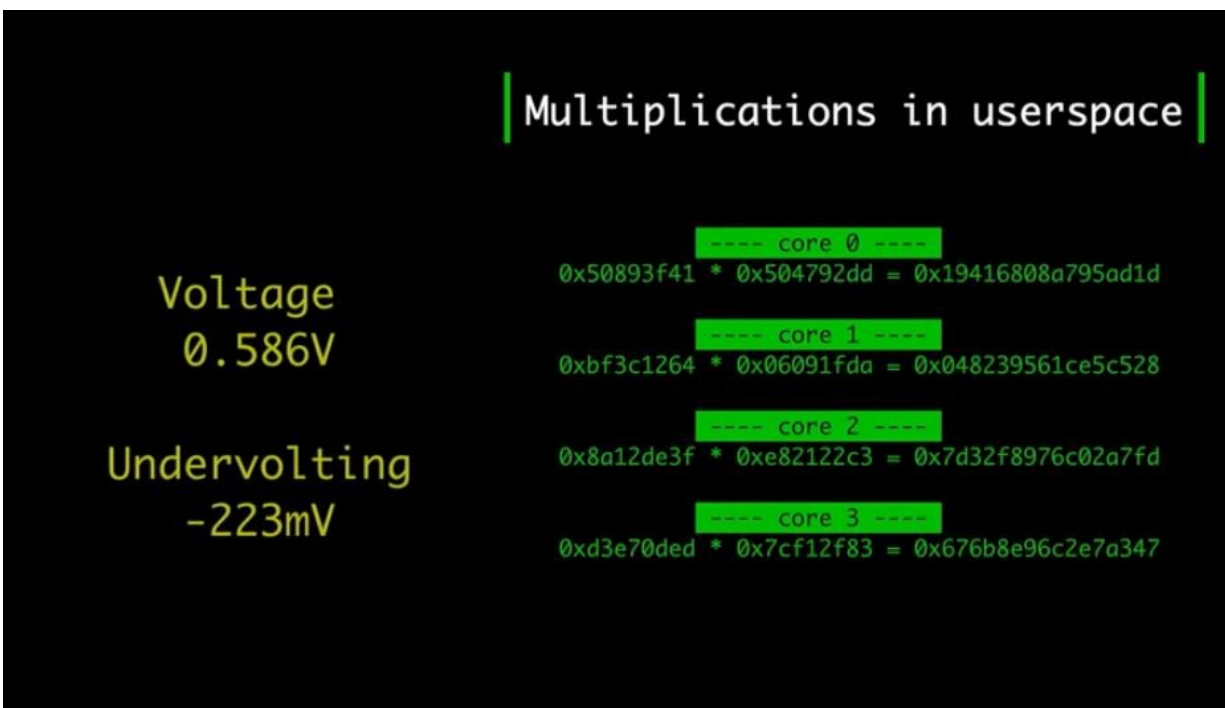 Multiplications in userspace
Voltage
0.586V
Undervolting
-223mV
---- core 0 ----
0x50893f41 * 0x504792dd = 0x19416808a795ad1d
---- core 1 ----
0xbf3c1264 * 0x06091fda = 0x048239561ce5c528
---- core 2 ----
0x8a12de3f * 0xe82122c3 = 0x7d32f8976c02a7fd
---- core 3 ----
0xd3e70ded * 0x7cf12f83 = 0x676b8e96c2e7a347